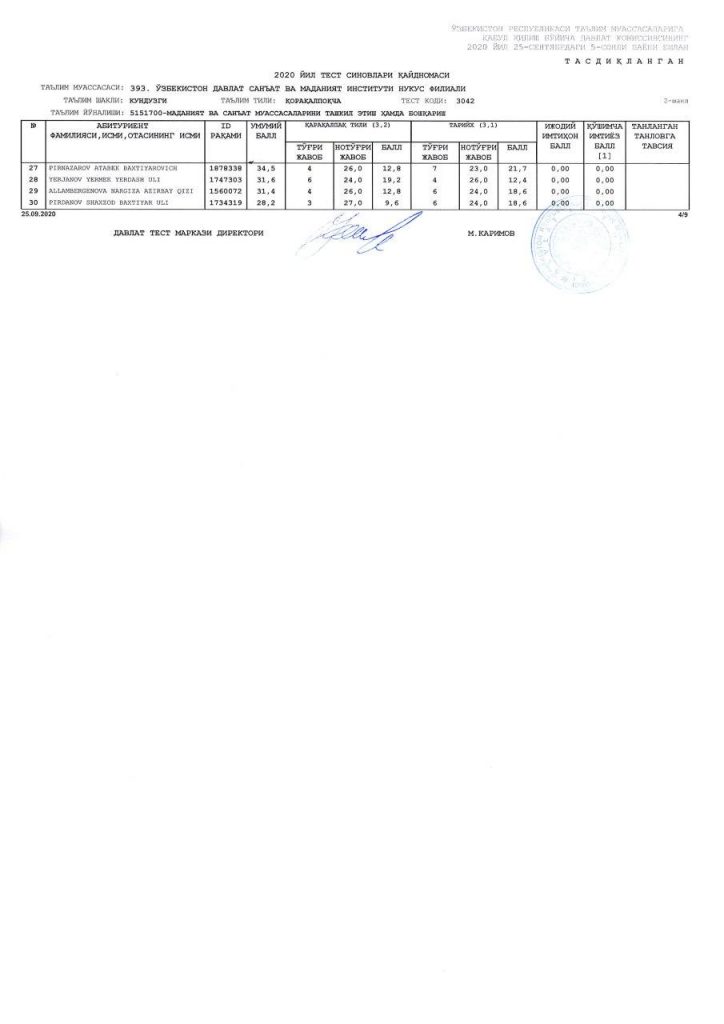 ЎЗБЕКИСТОН РЕСПУБЛИКАСИ ТАЪЛИМ МУАССАСАЛАРИГА
ҚАБУЛ ҚИЛИШ БЎЙИЧА ДАВЛАТ КОМИССИЯСИНИНГ
2020 ЙИЛ 25-СЕНТЯБРДАГИ 5-СОНЛИ БАЁНИ БИЛАН
Т А С Д И Қ Л А Н Г А Н
2020 ЙИЛ ТЕСТ СИНОВЛАРИ ҚАЙДНОМАСИ
ТАЪЛИМ МУАССАСАСИ: 393. ЎЗБЕКИСТОН ДАВЛАТ САНЪАТ ВА МАДАНИЯТ ИНСТИТУТИ НУКУС ФИЛИАЛИ
ТАЪЛИМ ШАКЛИ: КУНДУЗГИ ТАЪЛИМ ТИЛИ: ҚОРАҚАЛПОҚЧА ТЕСТ КОДИ: 3042 2-шакл
ТАЪЛИМ ЙЎНАЛИШИ: 5151700-МАДАНИЯТ ВА САНЪАТ МУАССАСАЛАРИНИ ТАШКИЛ ЭТИШ ҲАМДА БОШҚАРИШ
№ АБИТУРИЕНТ ФАМИЛИЯСИ,ИСМИ,ОТАСИНИНГ ИСМИ ID РАҚАМИ УМУМИЙ БАЛЛ ҚАРАҚАЛПАҚ ТИЛИ (3,2) ТАРИЙХ (3,1) ИЖОДИЙ ИМТИҲОН БАЛЛ ҚЎШИМЧА ИМТИЁЗ БАЛЛ [1] ТАНЛАНГАН ТАНЛОВГА ТАВСИЯ
ТЎҒРИ ЖАВОБ НОТЎҒРИ ЖАВОБ БАЛЛ ТЎҒРИ ЖАВОБ НОТЎҒРИ ЖАВОБ БАЛЛ
27 PIRNAZAROV ATABEK BAXTIYAROVICH 1878338 34,5 4 26,0 12,8 7 23,0 21,7 0,00 0,00
28 YERJANOV YERMEK YERDASH ULI 1747303 31,6 6 24,0 19,2 4 26,0 12,4 0,00 0,00
29 ALLAMBERGENOVA NARGIZA AZIRBAY QIZI 1560072 31,4 4 26,0 12,8 6 24,0 18,6 0,00 0,00
30 PIRDANOV SHAXZOD BAXTIYAR ULI 1734319 28,2 3 27,0 9,6 6 24,0 18,6 0,00 0,00
25.09.2020 4/9
ДАВЛАТ ТЕСТ МАРКАЗИ ДИРЕКТОРИ М.КАРИМОВ